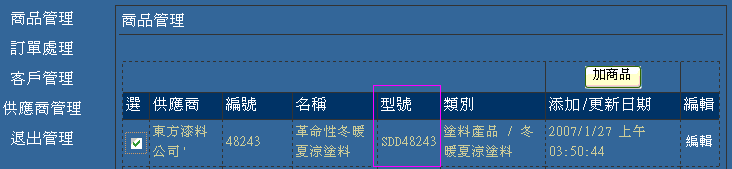 商品管理
訂單處理
客戶管理
供應商管理
退出管理
商品管理
加商品
選 供應商 編號 名稱 型號 類別 添加/更新日期 編輯
東方漆料公司' 48243 革命性冬暖夏涼塗料 SDD48243 塗料產品 / 冬暖夏涼塗料 2007/1/27 上午 03:50:44 編輯